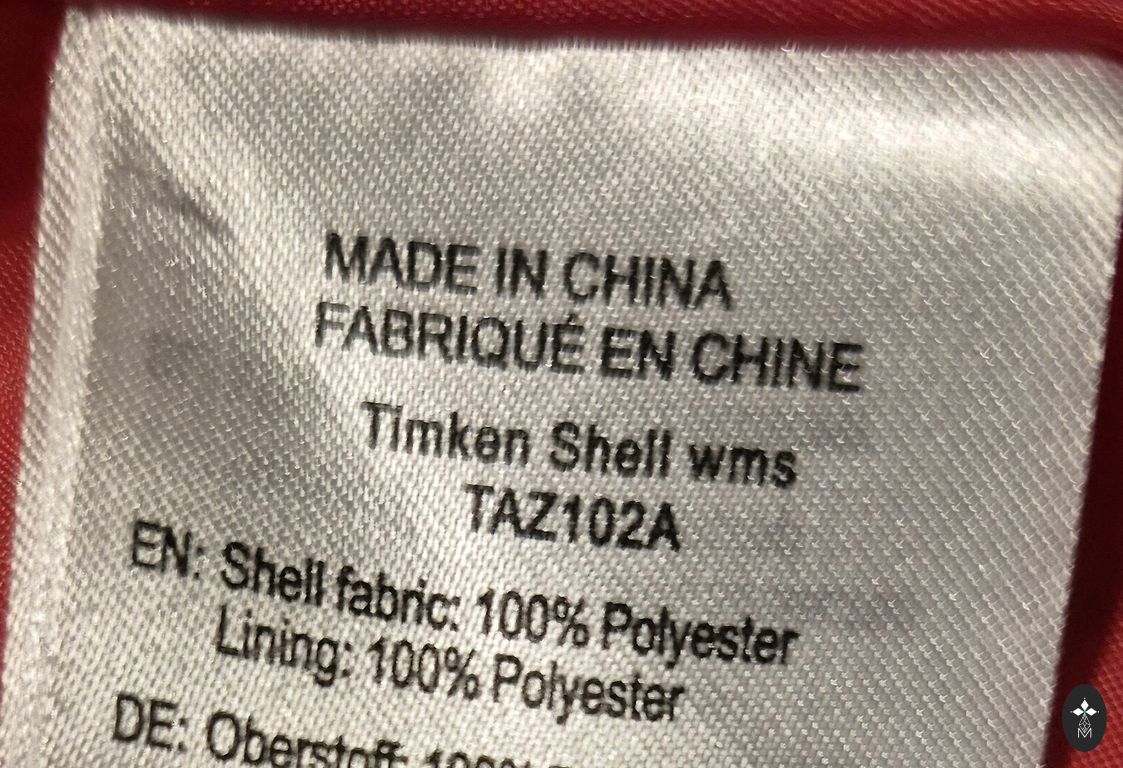 MADE IN CHINA
FABRIQUÉ EN CHINE
Timken Shell wms
TAZ102A
EN: Shell fabric: 100% Polyester
Lining: 100% Polyester
DE: Oberstoff: 100%